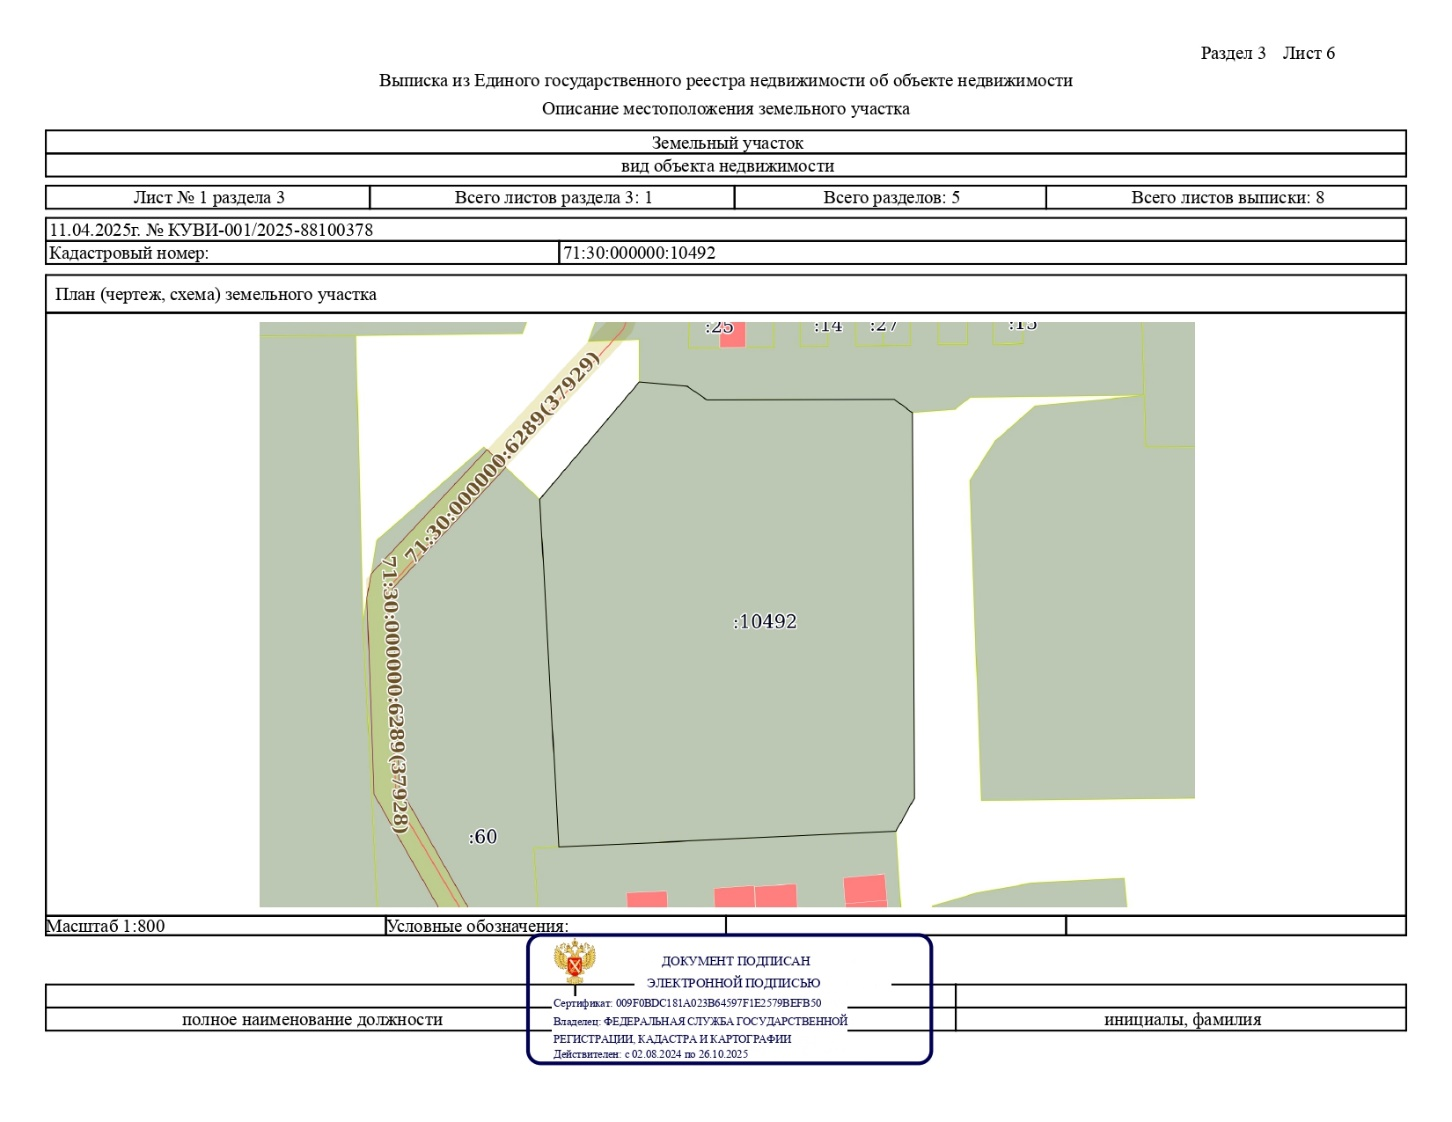 Раздел 3 Лист 6
Выписка из Единого государственного реестра недвижимости об объекте недвижимости
Описание местоположения земельного участка
Земельный участок
вид объекта недвижимости
Лист № 1 раздела 3 Всего листов раздела 3: 1 Всего разделов: 5 Всего листов выписки: 8
11.04.2025г. № КУВИ-001/2025-88100378
Кадастровый номер: 71:30:000000:10492
План (чертеж, схема) земельного участка
:25 :14 :27 :15
71:30:000000:6289(37929)
71:30:000000:6289(37928)
:10492
:60
Масштаб 1:800 Условные обозначения:
ДОКУМЕНТ ПОДПИСАН
ЭЛЕКТРОННОЙ ПОДПИСЬЮ
Сертификат: 009F0BDC181A023B64597F1E2579BEFB50
Владелец: ФЕДЕРАЛЬНАЯ СЛУЖБА ГОСУДАРСТВЕННОЙ
РЕГИСТРАЦИИ, КАДАСТРА И КАРТОГРАФИИ
Действителен: с 02.08.2024 по 26.10.2025
полное наименование должности инициалы, фамилия